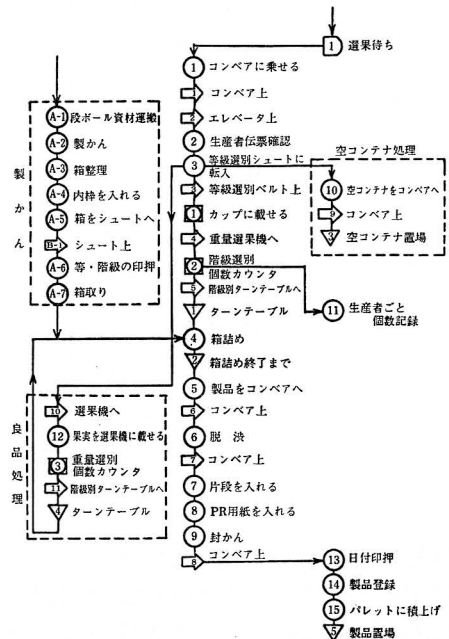 1 選果待ち
1 コンベアに乗せる
1 コンベア上
2 エレベータ上
2 生産者伝票確認
3 等級選別シュートに
転入
3 等級選別ベルト上
1 カップに載せる
4 重量選果機へ
2 階級選別
個数カウンタ
5 階級別ターンテーブルへ
1 ターンテーブル
4 箱詰め
2 箱詰め終了まで
5 製品をコンベアへ
6 コンベア上
6 脱渋
7 コンベア上
7 片段を入れる
8 PR用紙を入れる
9 封かん
8 コンベア上
製かん
A-1 段ボール資材運搬
A-2 製かん
A-3 箱整理
A-4 内枠を入れる
A-5 箱をシュートへ
B-1 シュート上
A-6 等・階級の印押
A-7 箱取り
良品処理
10 選果機へ
12 果実を選果機に載せる
3 重量選別
個数カウンタ
11 階級別ターンテーブルへ
4 ターンテーブル
空コンテナ処理
10 空コンテナをコンベアへ
9 コンベア上
3 空コンテナ置場
11 生産者ごと
個数記録
13 日付印押
14 製品登録
15 パレットに積上げ
5 製品置場